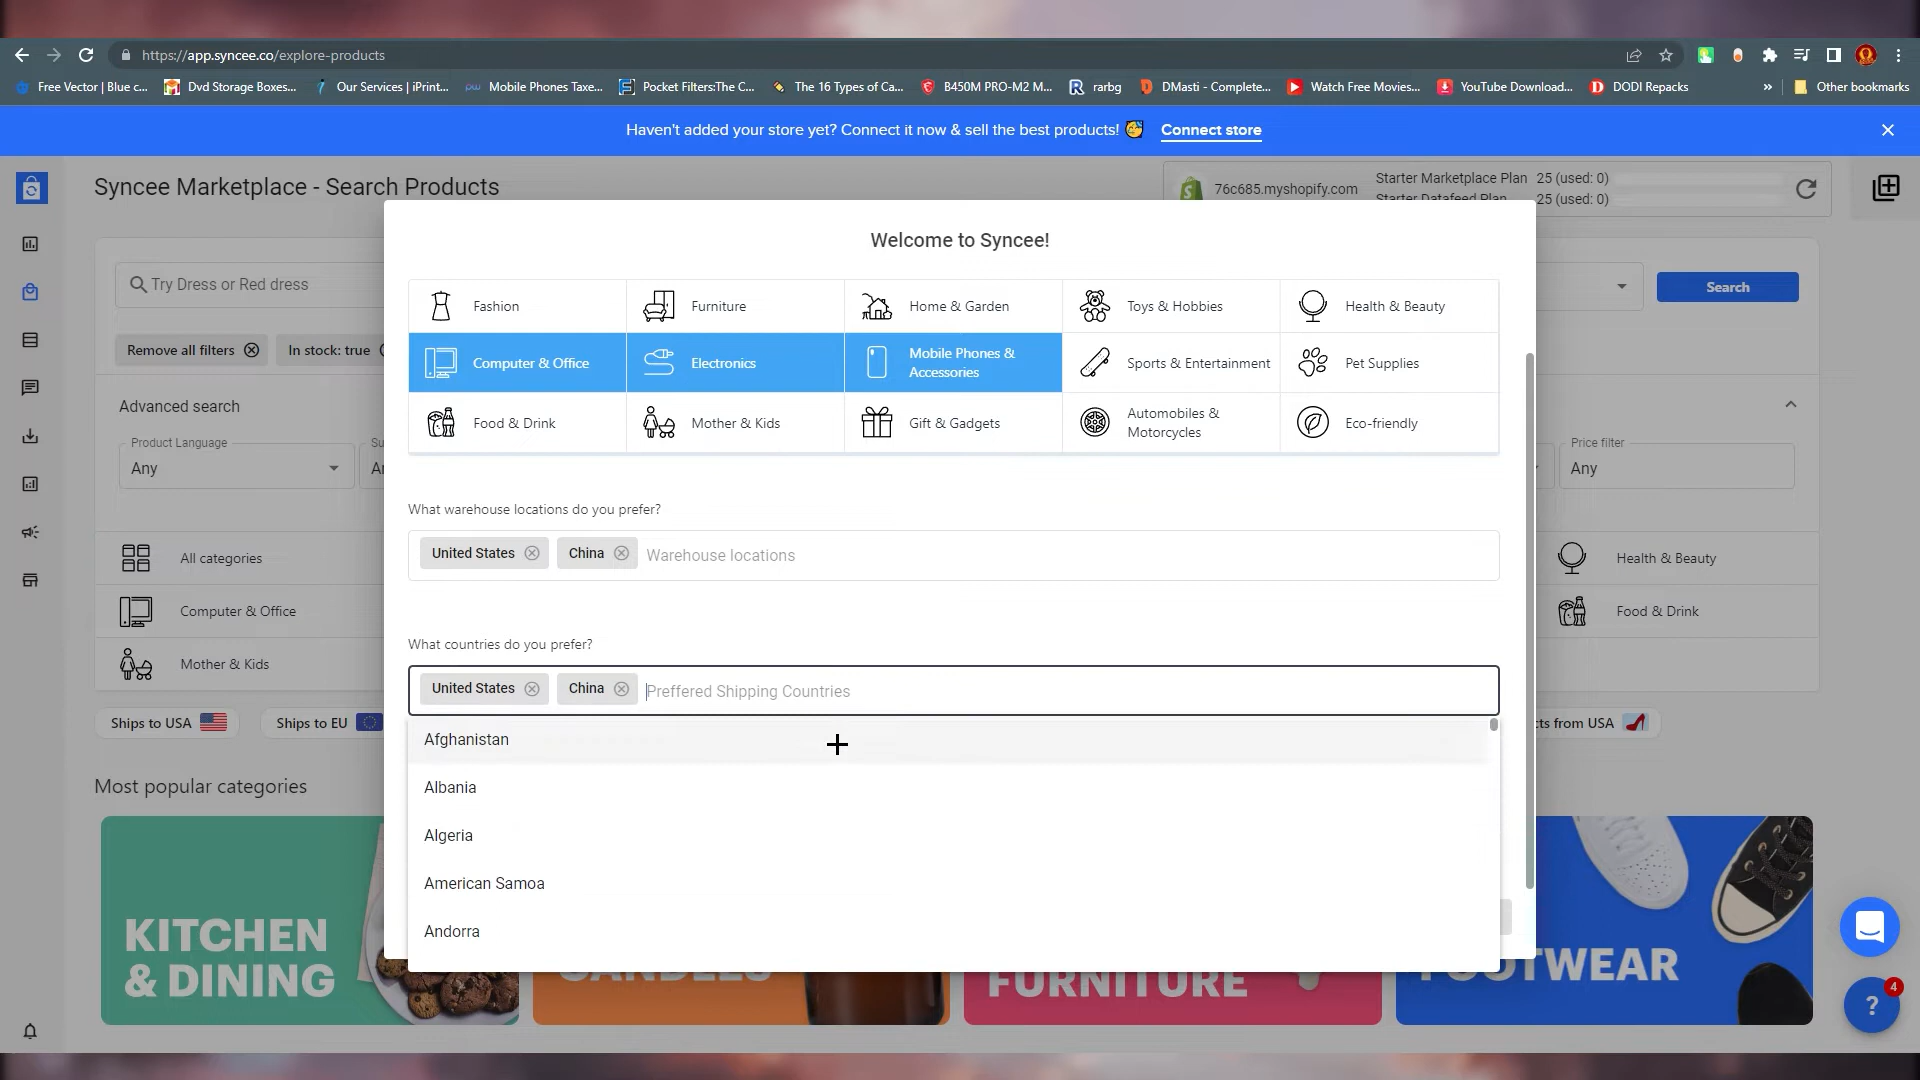 https://app.syncee.co/explore-products
Free Vector | Blue c...
Dvd Storage Boxes...
Our Services | iPrint...
Mobile Phones Taxe...
Pocket Filters:The C...
The 16 Types of Ca...
B450M PRO-M2 M...
rarbg
DMasti - Complete...
Watch Free Movies...
YouTube Download...
DODI Repacks
»
Other bookmarks
Haven't added your store yet? Connect it now & sell the best products! 🥳 Connect store
Syncee Marketplace - Search Products
76c685.myshopify.com
Starter Marketplace Plan 25 (used: 0)
Starter Datafeed Plan 25 (used: 0)
Welcome to Syncee!
Try Dress or Red dress
Search
Remove all filters
In stock: true
Advanced search
Product Language
Any
Su
An
Price filter
Any
Fashion
Furniture
Home & Garden
Toys & Hobbies
Health & Beauty
Computer & Office
Electronics
Mobile Phones &
Accessories
Sports & Entertainment
Pet Supplies
Food & Drink
Mother & Kids
Gift & Gadgets
Automobiles &
Motorcycles
Eco-friendly
What warehouse locations do you prefer?
United States
China
Warehouse locations
What countries do you prefer?
United States
China
Preffered Shipping Countries
Afghanistan
Albania
Algeria
American Samoa
Andorra
All categories
Computer & Office
Mother & Kids
Health & Beauty
Food & Drink
Ships to USA
Ships to EU
cts from USA
Most popular categories
KITCHEN
& DINING
CANDLES
FURNITURE
FOOTWEAR
?
4